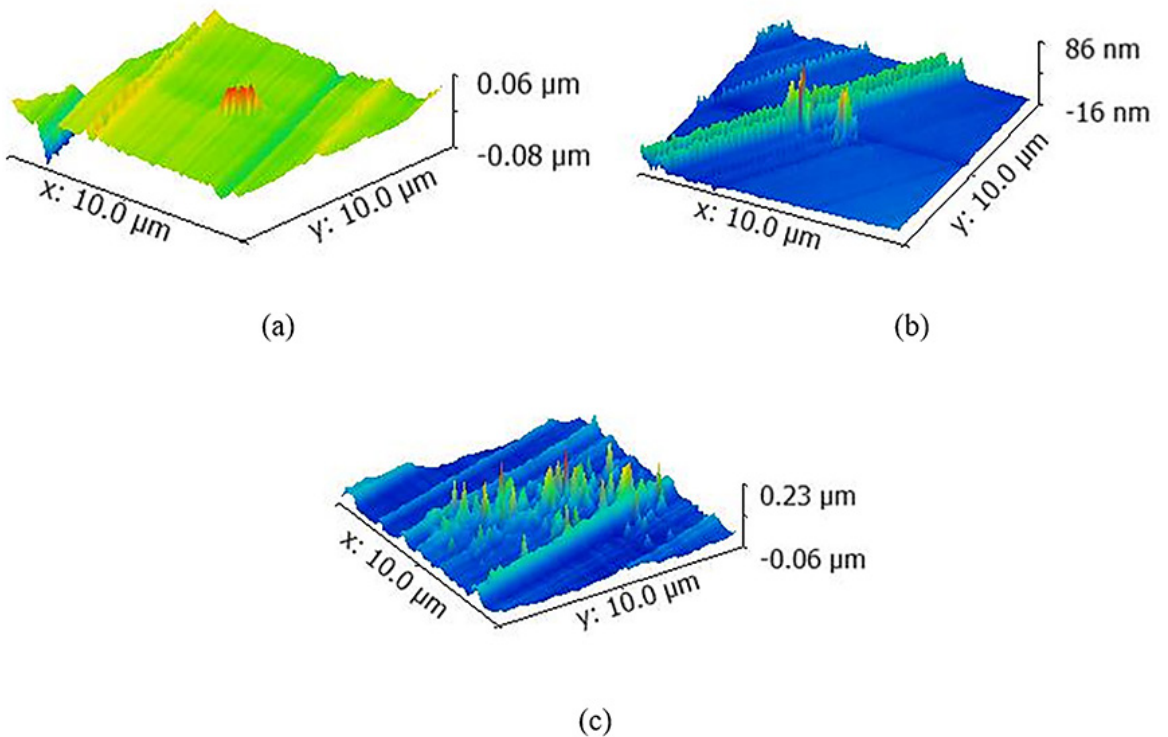 0.06 µm
-0.08 µm
x: 10.0 µm
y: 10.0 µm
(a)
86 nm
-16 nm
x: 10.0 µm
y: 10.0 µm
(b)
0.23 µm
-0.06 µm
x: 10.0 µm
y: 10.0 µm
(c)